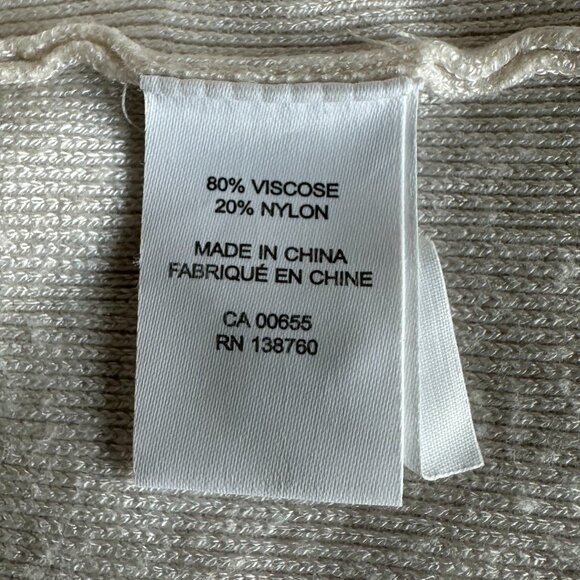 80% VISCOSE
20% NYLON
MADE IN CHINA
FABRIQUÉ EN CHINE
CA 00655
RN 138760